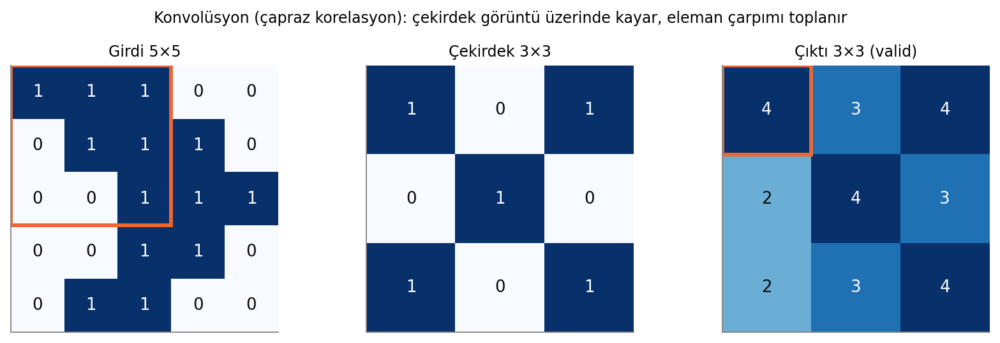 Konvolüsyon (çapraz korelasyon): çekirdek görüntü üzerinde kayar, eleman çarpımı toplanır
Girdi 5×5
1 1 1 0 0
0 1 1 1 0
0 0 1 1 1
0 0 1 1 0
0 1 1 0 0
Çekirdek 3×3
1 0 1
0 1 0
1 0 1
Çıktı 3×3 (valid)
4 3 4
2 4 3
2 3 4